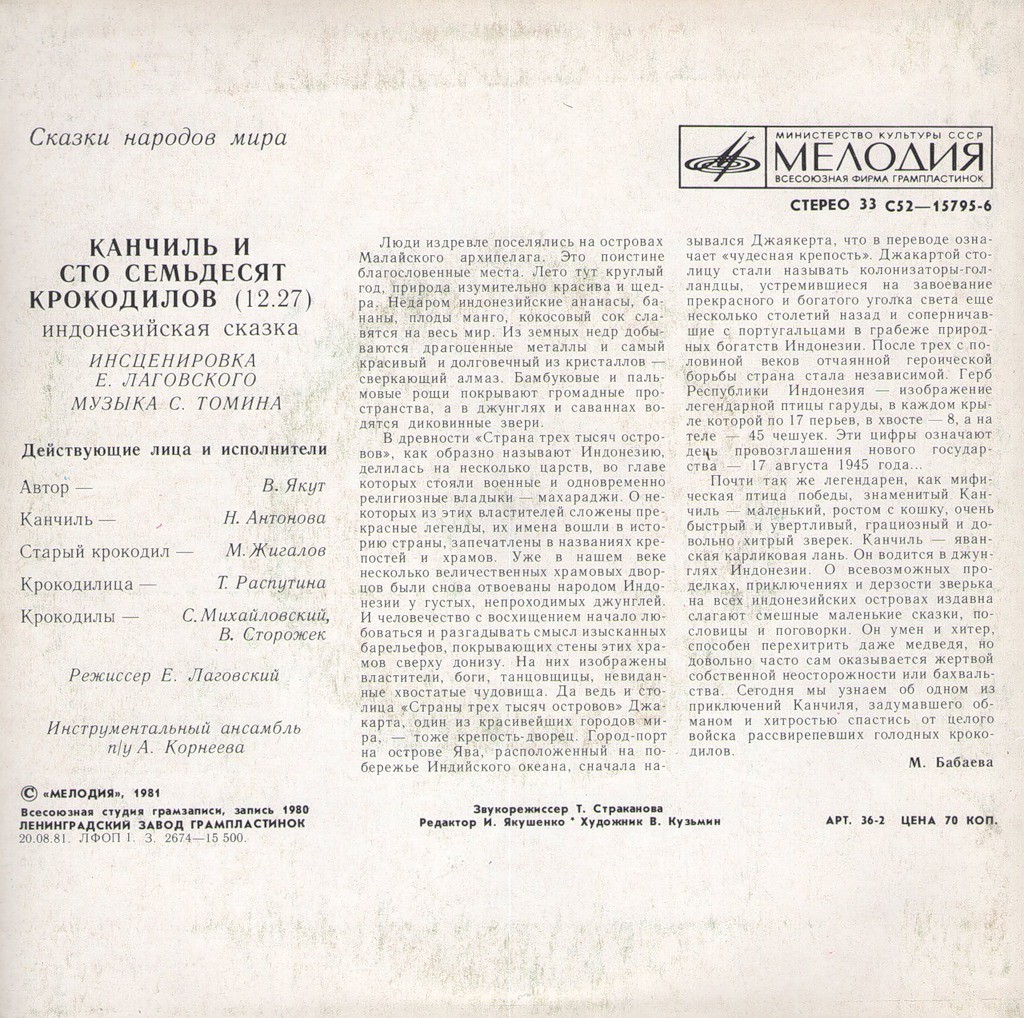 Сказки народов мира
МИНИСТЕРСТВО КУЛЬТУРЫ СССР
МЕЛОДИЯ
ВСЕСОЮЗНАЯ ФИРМА ГРАМПЛАСТИНОК
СТЕРЕО 33 С52—15795-6
КАНЧИЛЬ И
СТО СЕМЬДЕСЯТ
КРОКОДИЛОВ (12.27)
индонезийская сказка
ИНСЦЕНИРОВКА
Е. ЛАГОВСКОГО
МУЗЫКА С. ТОМИНА
Действующие лица и исполнители
Автор — В. Якут
Канчиль — Н. Антонова
Старый крокодил — М. Жигалов
Крокодилица — Т. Распутина
Крокодилы — С. Михайловский,
В. Сторожек
Режиссер Е. Лаговский
Инструментальный ансамбль
п/у А. Корнеева
Люди издревле поселялись на островах
Малайского архипелага. Это поистине
благословенные места. Лето тут круглый
год, природа изумительно красива и щед-
ра. Недаром индонезийские ананасы, ба-
наны, плоды манго, кокосовый сок сла-
вятся на весь мир. Из земных недр добы-
ваются драгоценные металлы и самый
красивый и долговечный из кристаллов —
сверкающий алмаз. Бамбуковые и паль-
мовые рощи покрывают громадные про-
странства, а в джунглях и саваннах во-
дятся диковинные звери.
В древности «Страна трех тысяч остро-
вов», как образно называют Индонезию,
делилась на несколько царств, во главе
которых стояли военные и одновременно
религиозные владыки — махараджи. О не-
которых из этих властителей сложены пре-
красные легенды, их имена вошли в исто-
рию страны, запечатлены в названиях кре-
постей и храмов. Уже в нашем веке
несколько величественных храмовых двор-
цов были снова отвоеваны народом Индо-
незии у густых, непроходимых джунглей.
И человечество с восхищением начало лю-
боваться и разгадывать смысл изысканных
барельефов, покрывающих стены этих хра-
мов сверху донизу. На них изображены
властители, боги, танцовщицы, невидан-
ные хвостатые чудовища. Да ведь и сто-
лица «Страны трех тысяч островов» Джа-
карта, один из красивейших городов ми-
ра, — тоже крепость-дворец. Город-порт
на острове Ява, расположенный на по-
бережье Индийского океана, сначала на-
зывался Джаякерта, что в переводе озна-
чает «чудесная крепость». Джакартой сто-
лицу стали называть колонизаторы-гол-
ландцы, устремившиеся на завоевание
прекрасного и богатого уголка света еще
несколько столетий назад и соперничав-
шие с португальцами в грабеже природ-
ных богатств Индонезии. После трех с по-
ловиной веков отчаянной героической
борьбы страна стала независимой. Герб
Республики Индонезия — изображение
легендарной птицы гаруды, в каждом кры-
ле которой по 17 перьев, в хвосте — 8, а на
теле — 45 чешуек. Эти цифры означают
день провозглашения нового государ-
ства — 17 августа 1945 года...
Почти так же легендарен, как мифи-
ческая птица победы, знаменитый Кан-
чиль — маленький, ростом с кошку, очень
быстрый и увертливый, грациозный и до-
вольно хитрый зверек. Канчиль — яван-
ская карликовая лань. Он водится в джун-
глях Индонезии. О всевозможных про-
делках, приключениях и дерзости зверька
на всех индонезийских островах издавна
слагают смешные маленькие сказки, по-
словицы и поговорки. Он умен и хитер,
способен перехитрить даже медведя, но
довольно часто сам оказывается жертвой
собственной неосторожности или бахваль-
ства. Сегодня мы узнаем об одном из
приключений Канчиля, задумавшего об-
маном и хитростью спастись от целого
войска рассвирепевших голодных кроко-
дилов.
М. Бабаева
© «МЕЛОДИЯ», 1981
Всесоюзная студия грамзаписи, запись 1980
ЛЕНИНГРАДСКИЙ ЗАВОД ГРАМПЛАСТИНОК
20.08.81. ЛФОП 1. З. 2674—15 500.
Звукорежиссер Т. Страканова
Редактор И. Якушенко * Художник В. Кузьмин
АРТ. 36-2 ЦЕНА 70 КОП.